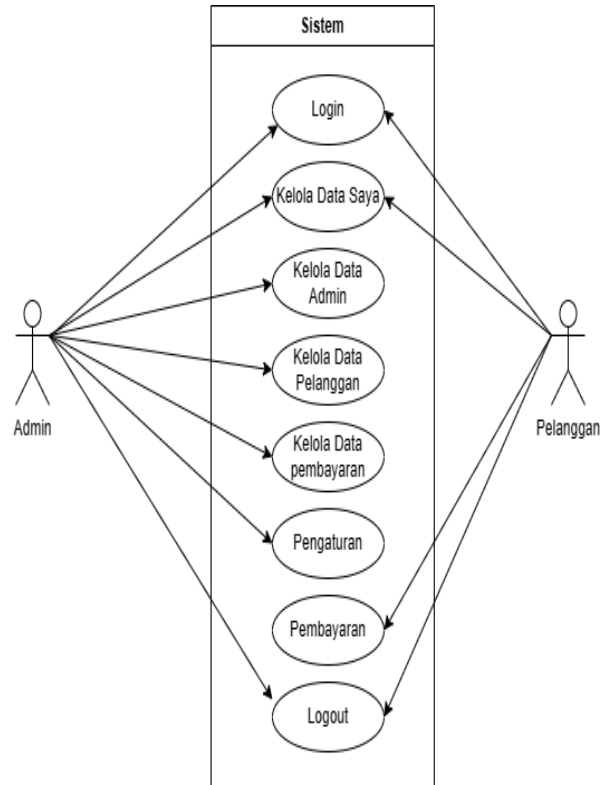 Sistem
Login
Kelola Data Saya
Kelola Data
Admin
Kelola Data
Pelanggan
Kelola Data
pembayaran
Pengaturan
Pembayaran
Logout
Admin
Pelanggan